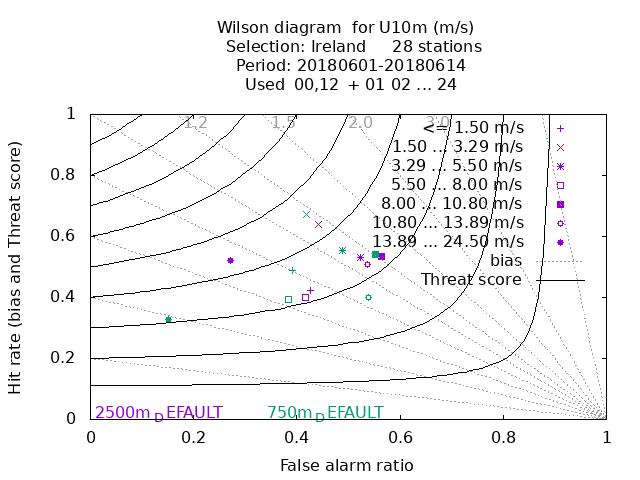 Wilson diagram for U10m (m/s)
Selection: Ireland 28 stations
Period: 20180601-20180614
Used 00,12 + 01 02 ... 24
1.2 1.5 2.0 3.0
<= 1.50 m/s
1.50 ... 3.29 m/s
3.29 ... 5.50 m/s
5.50 ... 8.00 m/s
8.00 ... 10.80 m/s
10.80 ... 13.89 m/s
13.89 ... 24.50 m/s
bias
Threat score
Hit rate (bias and Threat score)
1
0.8
0.6
0.4
0.2
0
2500m_DEFAULT 750m_DEFAULT
0 0.2 0.4 0.6 0.8 1
False alarm ratio